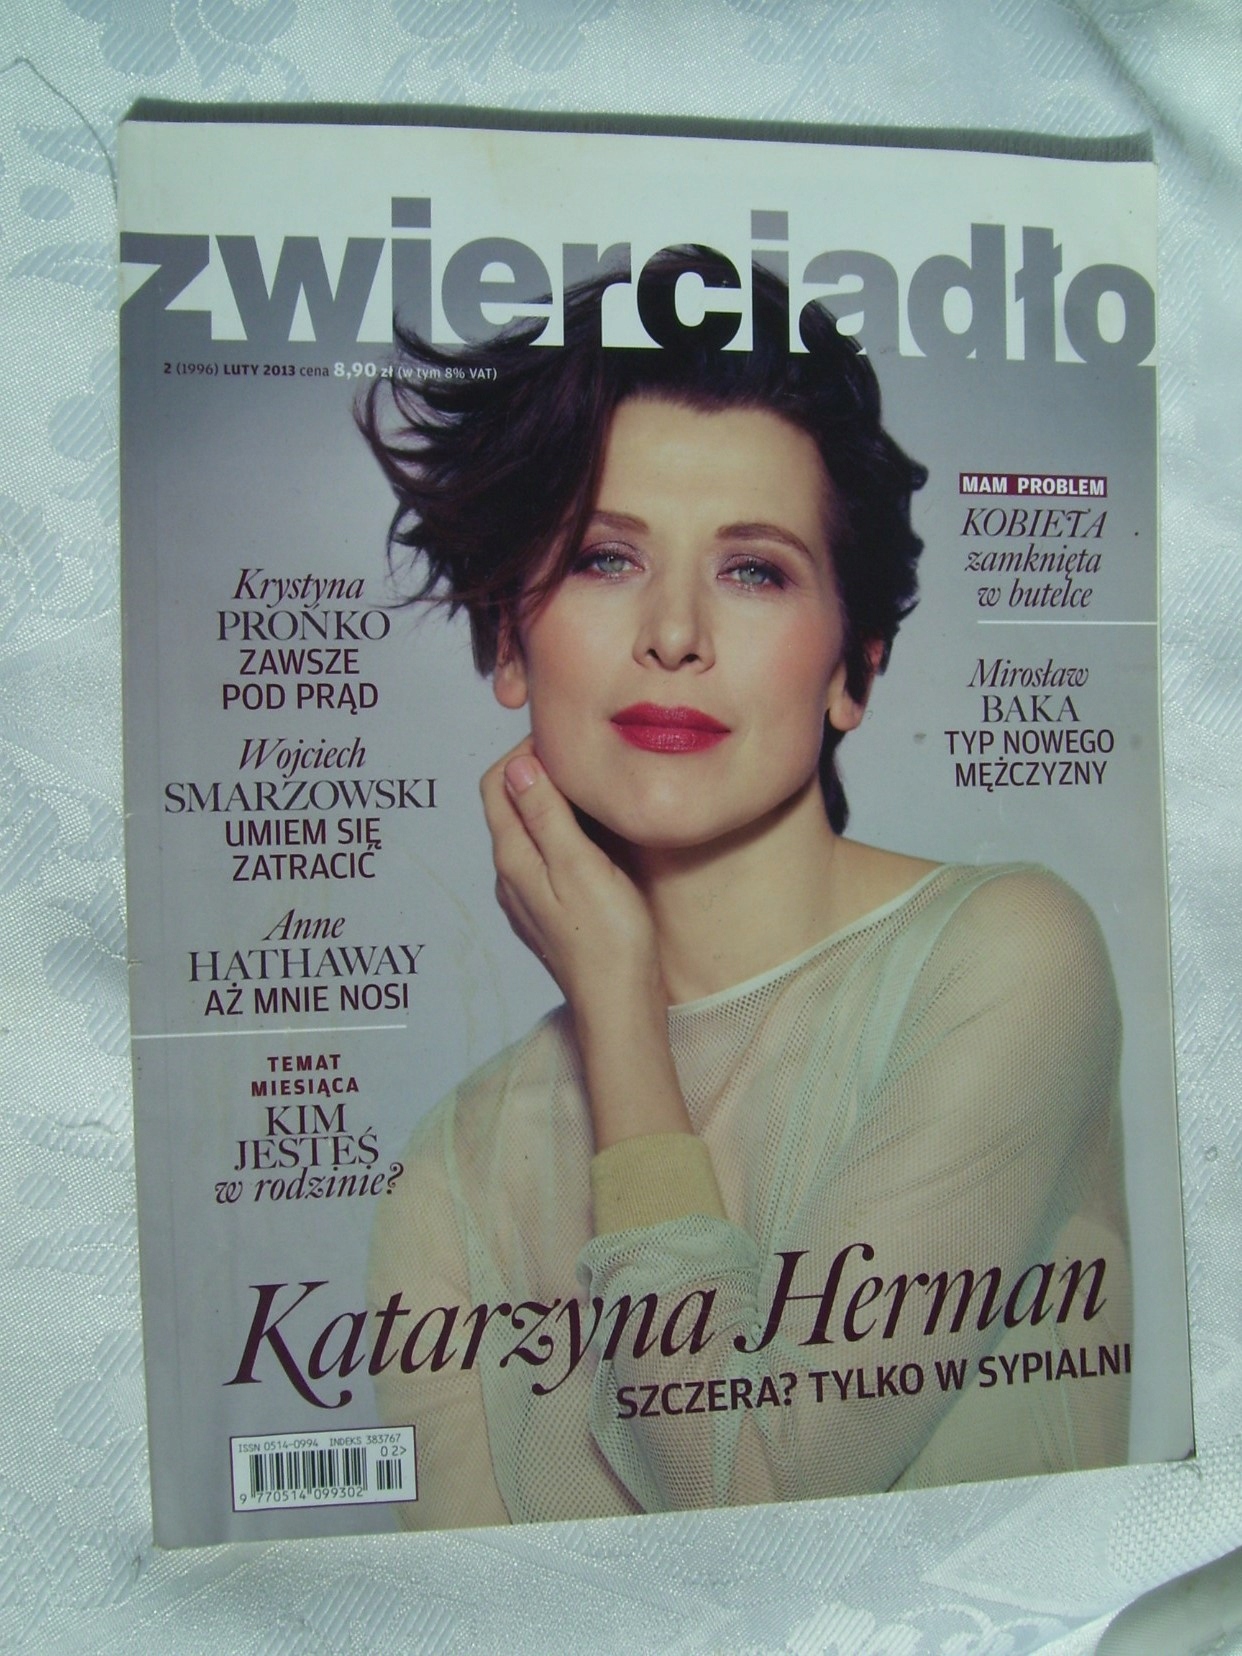 zwierciadło
2 (1996) LUTY 2013 cena 8,90 zł (w tym 8% VAT)
MAM PROBLEM
KOBIETA
zamknięta
w butelce
Mirosław
BAKA
TYP NOWEGO
MĘŻCZYZNY
Krystyna
PROŃKO
ZAWSZE
POD PRĄD
Wojciech
SMARZOWSKI
UMIEM SIĘ
ZATRACIĆ
Anne
HATHAWAY
AŻ MNIE NOSI
TEMAT
MIESIĄCA
KIM
JESTEŚ
w rodzinie?
Katarzyna Herman
SZCZERA? TYLKO W SYPIALNI
ISSN 0514-0994 INDEKS 383767
02>
9 770514 099302